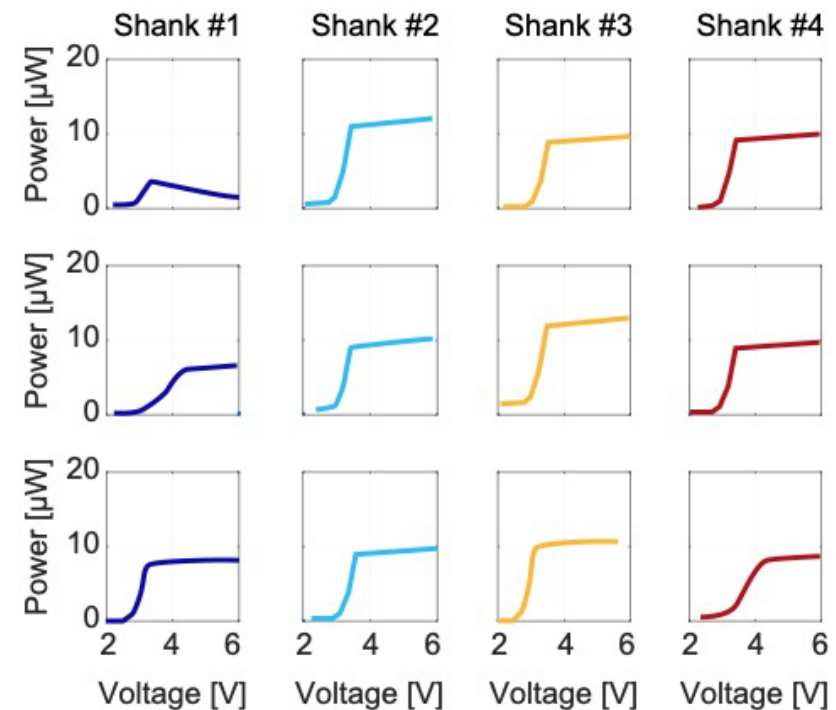 Shank #1 Shank #2 Shank #3 Shank #4
Power [µW]
20
10
0
Power [µW]
20
10
0
Power [µW]
20
10
0
2 4 6 2 4 6 2 4 6 2 4 6
Voltage [V] Voltage [V] Voltage [V] Voltage [V]